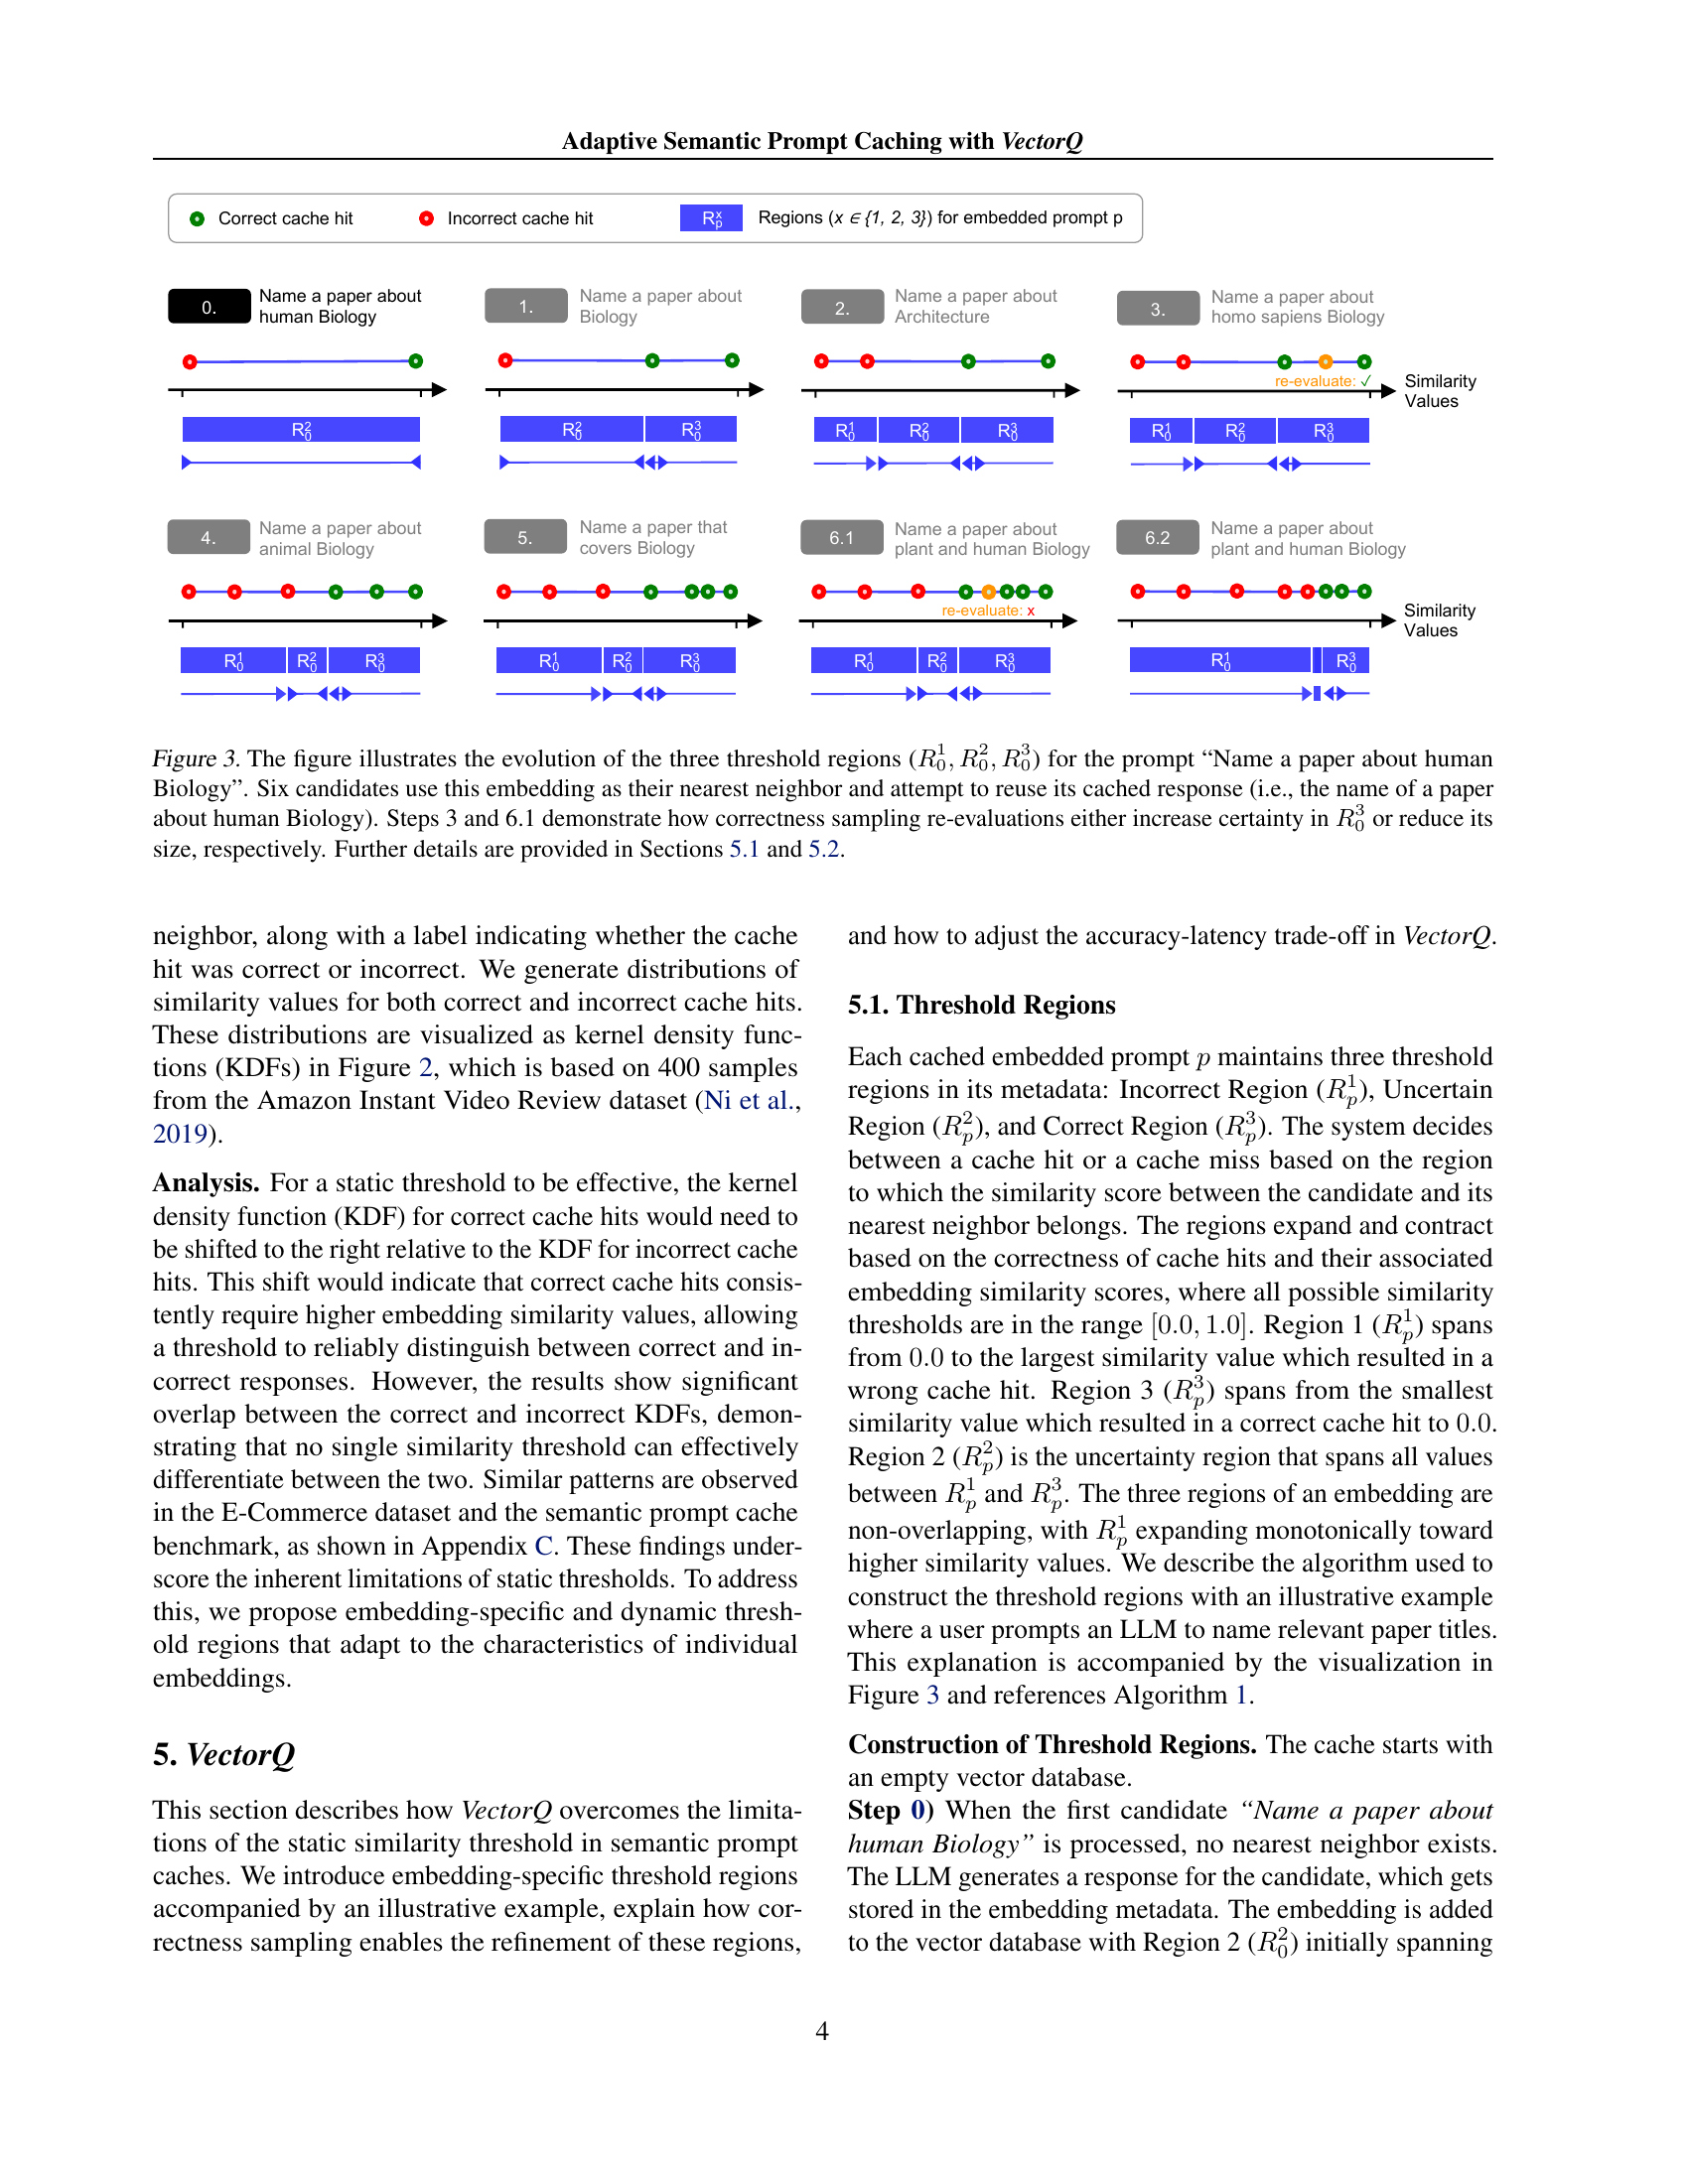 Adaptive Semantic Prompt Caching with VectorQ
Correct cache hit
Incorrect cache hit
R_p^x
Regions (x ∈ {1, 2, 3}) for embedded prompt p
0.
Name a paper about
human Biology
1.
Name a paper about
Biology
2.
Name a paper about
Architecture
3.
Name a paper about
homo sapiens Biology
re-evaluate: ✓
Similarity
Values
R_0^2
R_0^2 R_0^3
R_0^1 R_0^2 R_0^3
R_0^1 R_0^2 R_0^3
4.
Name a paper about
animal Biology
5.
Name a paper that
covers Biology
6.1
Name a paper about
plant and human Biology
6.2
Name a paper about
plant and human Biology
re-evaluate: x
Similarity
Values
R_0^1 R_0^2 R_0^3
R_0^1 R_0^2 R_0^3
R_0^1 R_0^2 R_0^3
R_0^1 R_0^3
Figure 3. The figure illustrates the evolution of the three threshold regions (R_0^1, R_0^2, R_0^3) for the prompt “Name a paper about human
Biology”. Six candidates use this embedding as their nearest neighbor and attempt to reuse its cached response (i.e., the name of a paper
about human Biology). Steps 3 and 6.1 demonstrate how correctness sampling re-evaluations either increase certainty in R_0^3 or reduce its
size, respectively. Further details are provided in Sections 5.1 and 5.2.
neighbor, along with a label indicating whether the cache
hit was correct or incorrect. We generate distributions of
similarity values for both correct and incorrect cache hits.
These distributions are visualized as kernel density func-
tions (KDFs) in Figure 2, which is based on 400 samples
from the Amazon Instant Video Review dataset (Ni et al.,
2019).
Analysis. For a static threshold to be effective, the kernel
density function (KDF) for correct cache hits would need to
be shifted to the right relative to the KDF for incorrect cache
hits. This shift would indicate that correct cache hits consis-
tently require higher embedding similarity values, allowing
a threshold to reliably distinguish between correct and in-
correct responses. However, the results show significant
overlap between the correct and incorrect KDFs, demon-
strating that no single similarity threshold can effectively
differentiate between the two. Similar patterns are observed
in the E-Commerce dataset and the semantic prompt cache
benchmark, as shown in Appendix C. These findings under-
score the inherent limitations of static thresholds. To address
this, we propose embedding-specific and dynamic thresh-
old regions that adapt to the characteristics of individual
embeddings.
5. VectorQ
This section describes how VectorQ overcomes the limita-
tions of the static similarity threshold in semantic prompt
caches. We introduce embedding-specific threshold regions
accompanied by an illustrative example, explain how cor-
rectness sampling enables the refinement of these regions,
and how to adjust the accuracy-latency trade-off in VectorQ.
5.1. Threshold Regions
Each cached embedded prompt p maintains three threshold
regions in its metadata: Incorrect Region (R_p^1), Uncertain
Region (R_p^2), and Correct Region (R_p^3). The system decides
between a cache hit or a cache miss based on the region
to which the similarity score between the candidate and its
nearest neighbor belongs. The regions expand and contract
based on the correctness of cache hits and their associated
embedding similarity scores, where all possible similarity
thresholds are in the range [0.0, 1.0]. Region 1 (R_p^1) spans
from 0.0 to the largest similarity value which resulted in a
wrong cache hit. Region 3 (R_p^3) spans from the smallest
similarity value which resulted in a correct cache hit to 0.0.
Region 2 (R_p^2) is the uncertainty region that spans all values
between R_p^1 and R_p^3. The three regions of an embedding are
non-overlapping, with R_p^1 expanding monotonically toward
higher similarity values. We describe the algorithm used to
construct the threshold regions with an illustrative example
where a user prompts an LLM to name relevant paper titles.
This explanation is accompanied by the visualization in
Figure 3 and references Algorithm 1.
Construction of Threshold Regions. The cache starts with
an empty vector database.
Step 0) When the first candidate “Name a paper about
human Biology” is processed, no nearest neighbor exists.
The LLM generates a response for the candidate, which gets
stored in the embedding metadata. The embedding is added
to the vector database with Region 2 (R_0^2) initially spanning
4